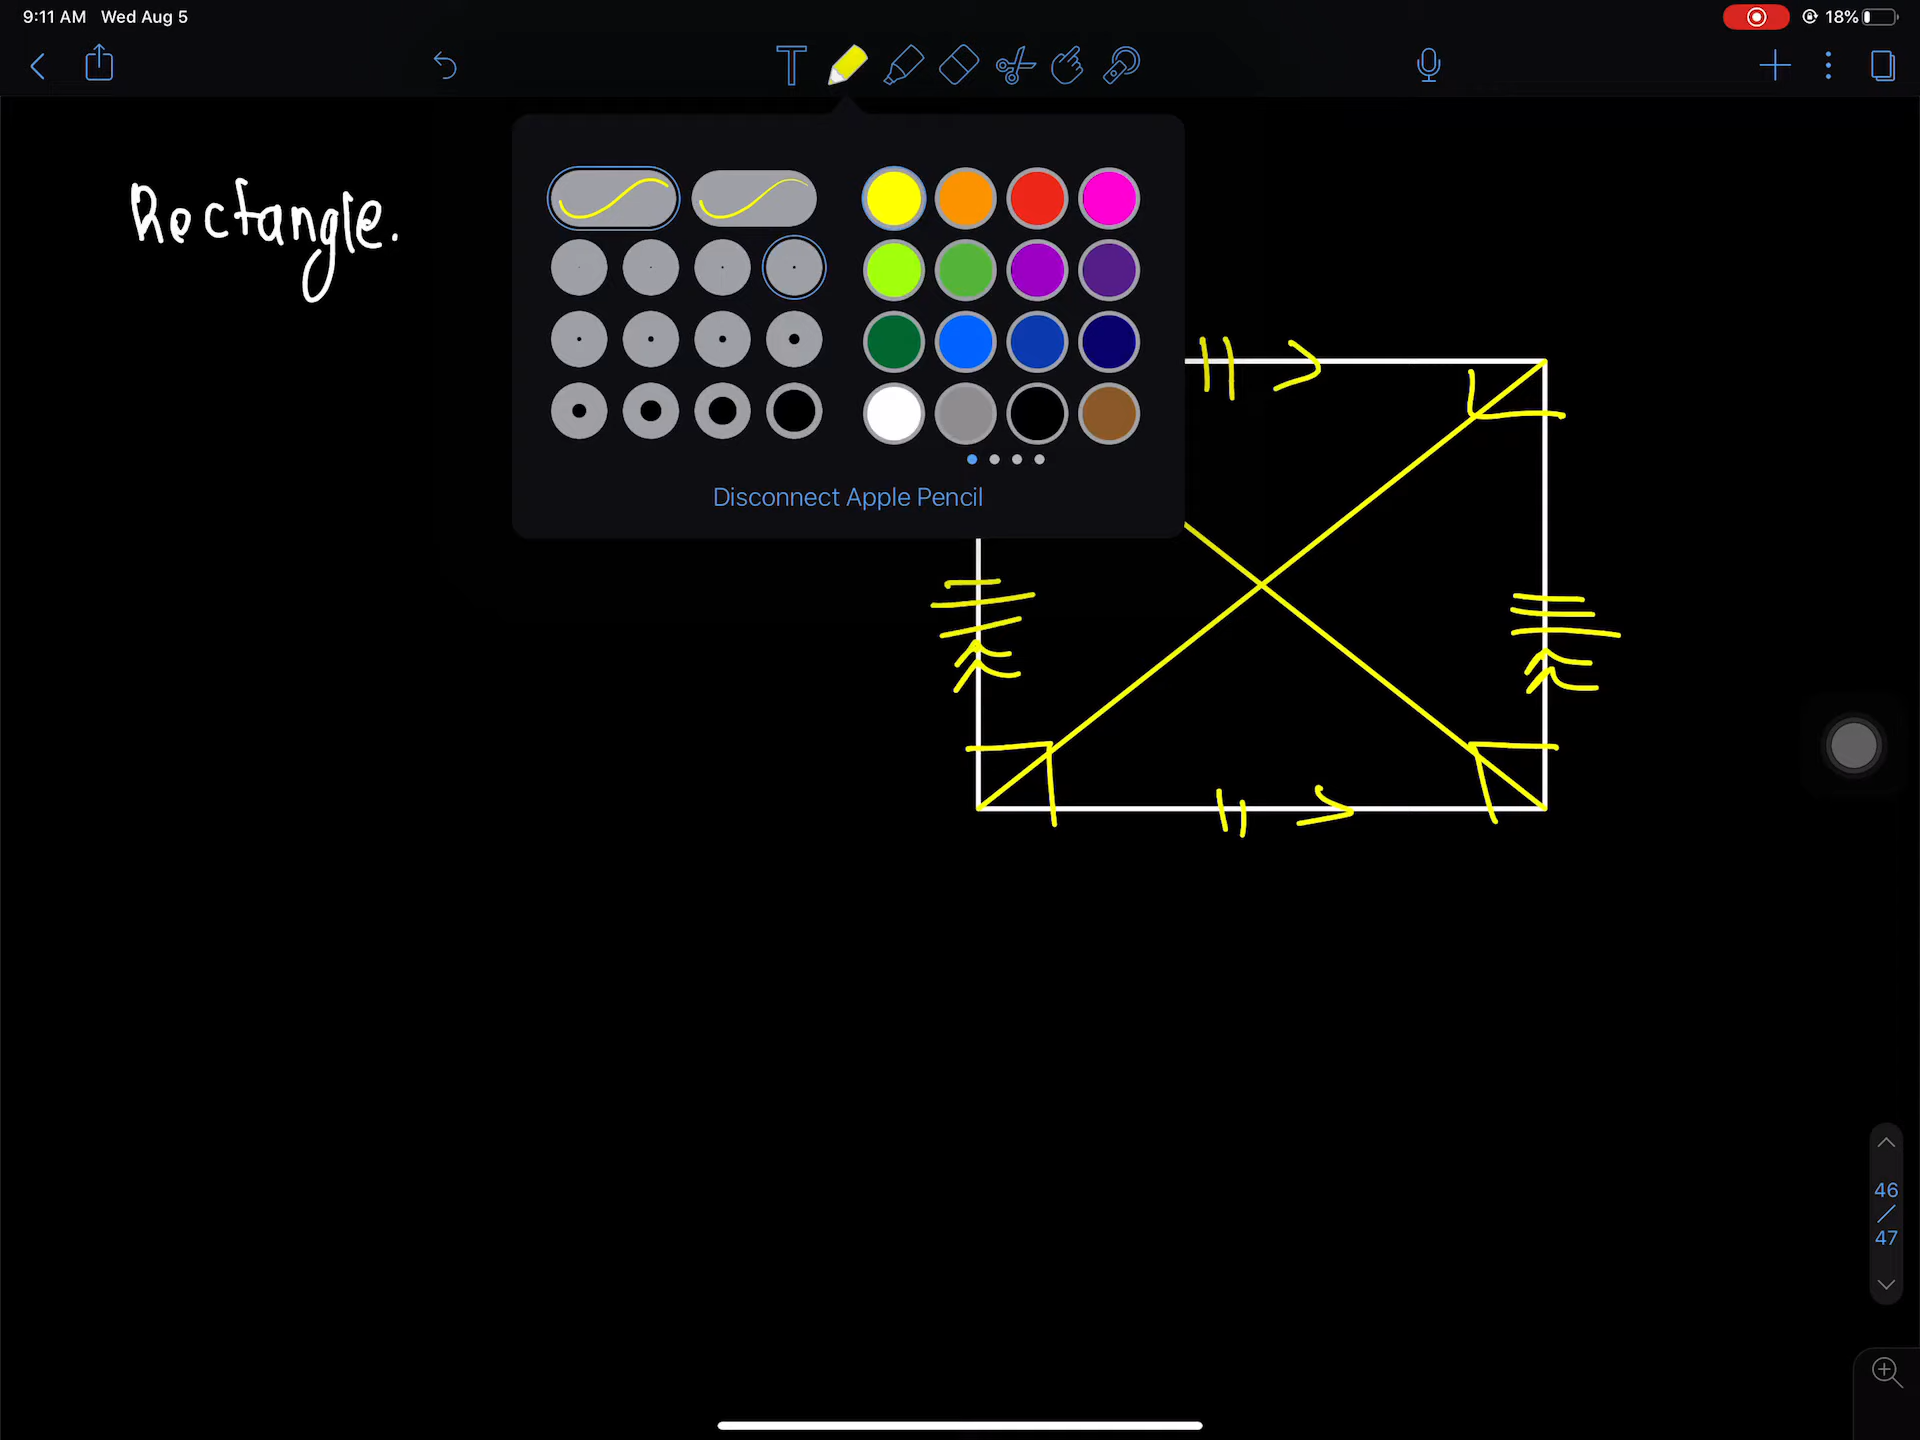 9:11 AM Wed Aug 5
18%
Rectangle.
Disconnect Apple Pencil
46
/
47